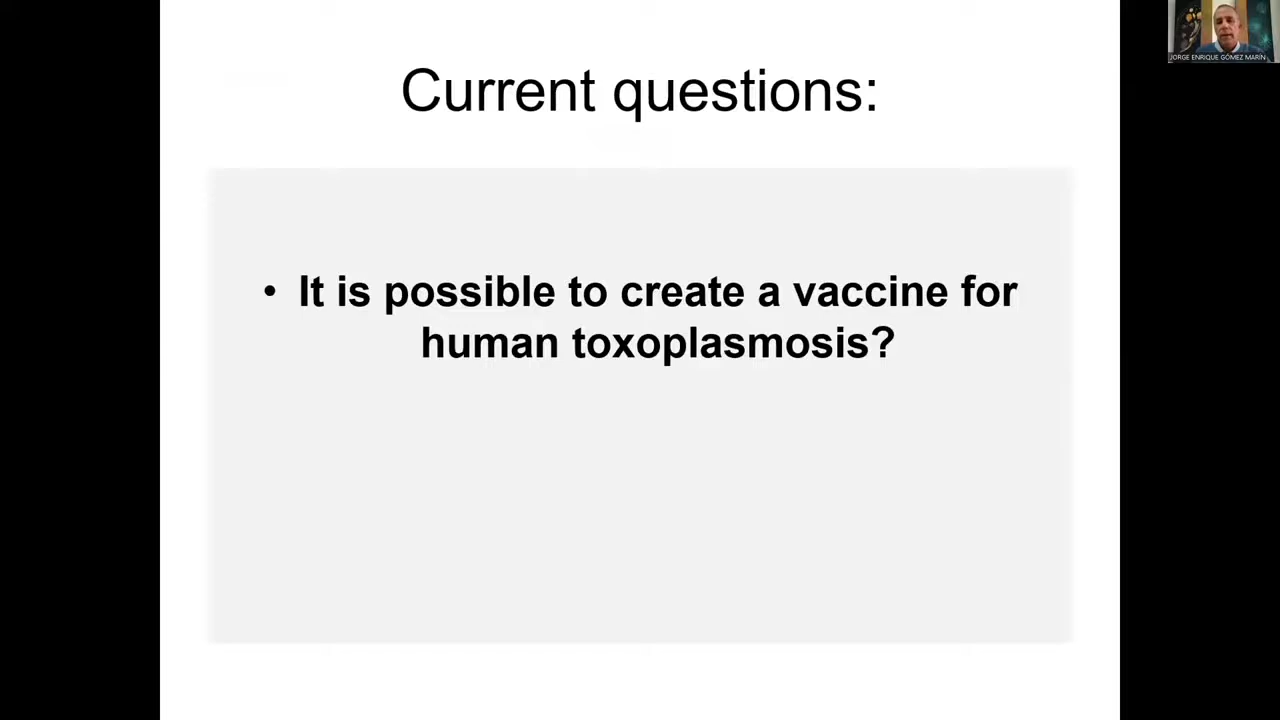 JORGE ENRIQUE GÓMEZ MARÍN
Current questions:
• It is possible to create a vaccine for
human toxoplasmosis?